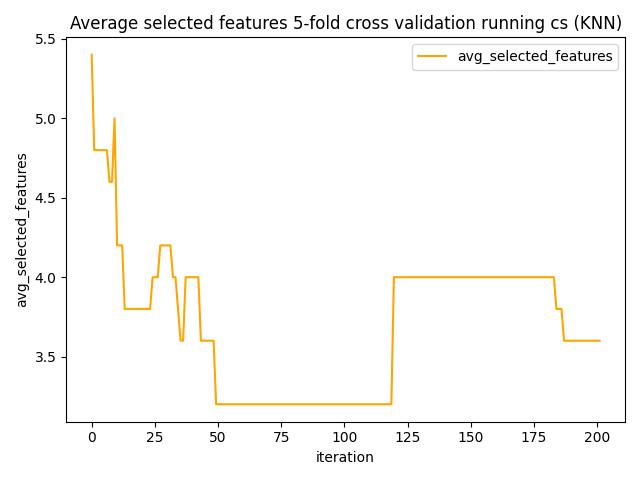 Average selected features 5-fold cross validation running cs (KNN)
avg_selected_features
5.5
5.0
4.5
4.0
3.5
avg_selected_features
0 25 50 75 100 125 150 175 200
iteration